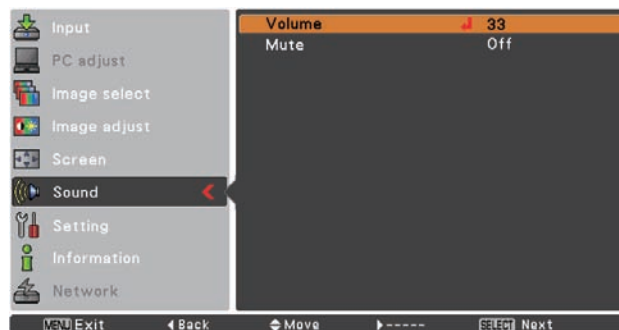 Input
PC adjust
Image select
Image adjust
Screen
Sound
Setting
Information
Network
Volume 33
Mute Off
MENU Exit ◀Back ◆Move ▶----- SELECT Next